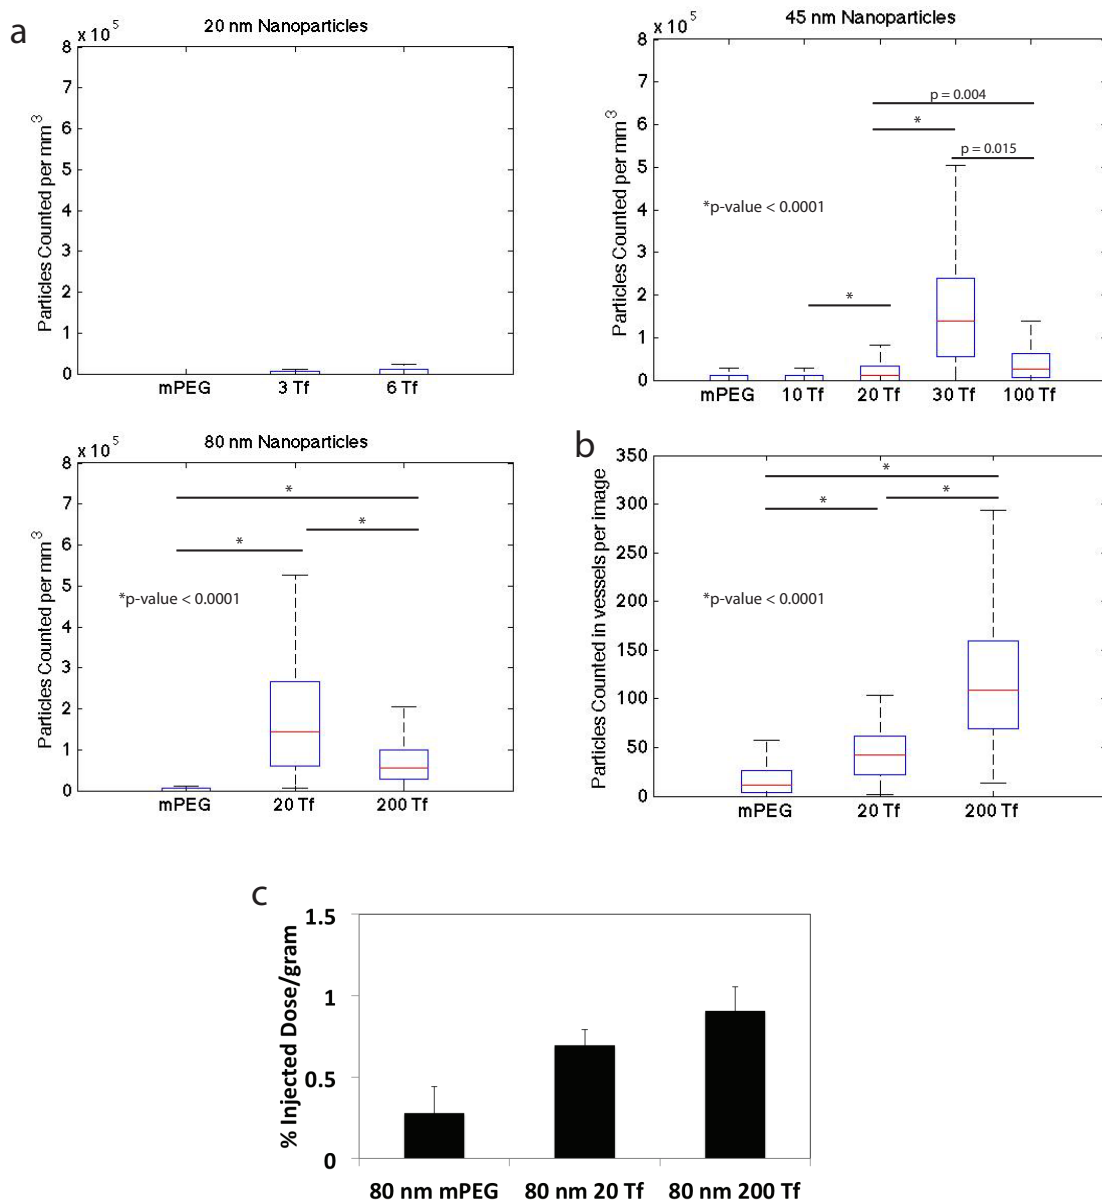 a
20 nm Nanoparticles
x 10^5
8
7
6
5
4
3
2
1
0
Particles Counted per mm^3
mPEG 3 Tf 6 Tf
45 nm Nanoparticles
x 10^5
8
7
6
5
4
3
2
1
0
Particles Counted per mm^3
p = 0.004
*
p = 0.015
*p-value < 0.0001
*
mPEG 10 Tf 20 Tf 30 Tf 100 Tf
80 nm Nanoparticles
x 10^5
8
7
6
5
4
3
2
1
0
Particles Counted per mm^3
*
*
*
*p-value < 0.0001
mPEG 20 Tf 200 Tf
b
350
300
250
200
150
100
50
0
Particles Counted in vessels per image
*
*
*
*p-value < 0.0001
mPEG 20 Tf 200 Tf
c
1.5
1
0.5
0
% Injected Dose/gram
80 nm mPEG 80 nm 20 Tf 80 nm 200 Tf